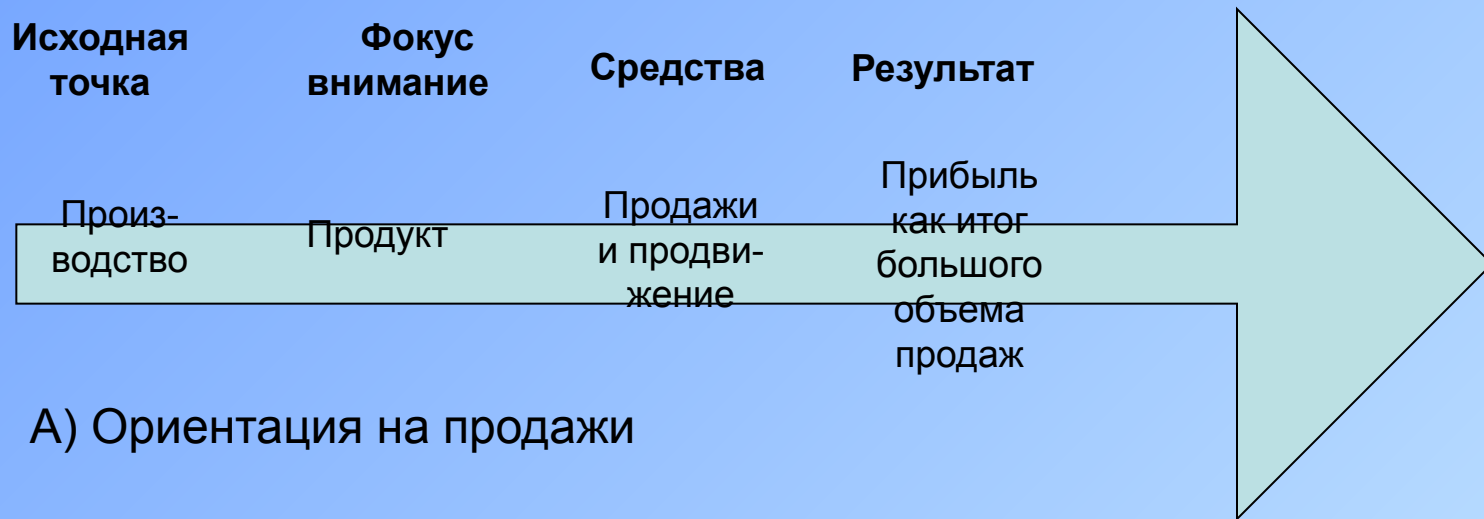 Исходная
точка
Фокус
внимание
Средства
Результат
Произ-
водство
Продукт
Продажи
и продви-
жение
Прибыль
как итог
большого
объема
продаж
А) Ориентация на продажи